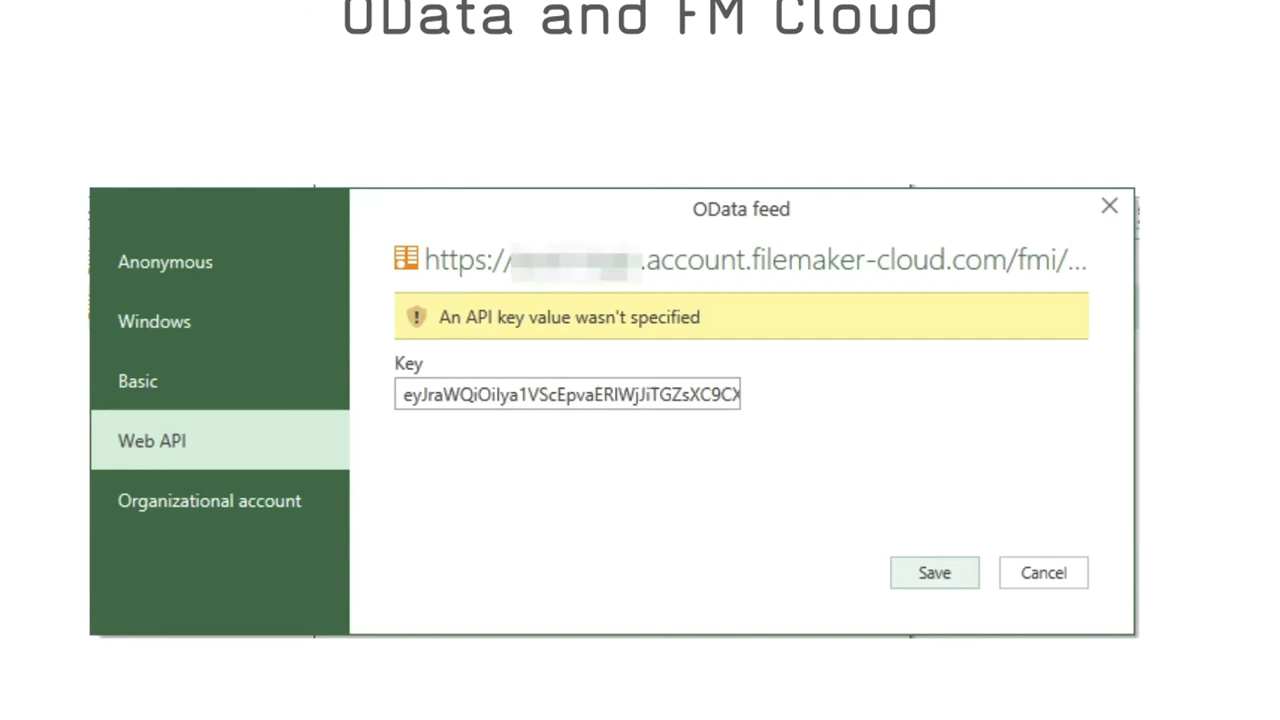 OData and FM Cloud
OData feed
https:// .account.filemaker-cloud.com/fmi/...
An API key value wasn't specified
Key
eyJraWQiOiIya1VScEpvaERlWjJiTGZsXC9CX
Anonymous
Windows
Basic
Web API
Organizational account
Save
Cancel